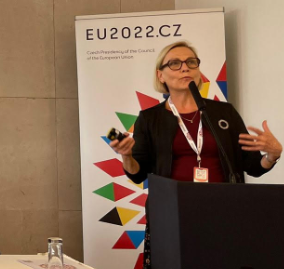 EU2022.CZ
Czech Presidency of the Council
of the European Union